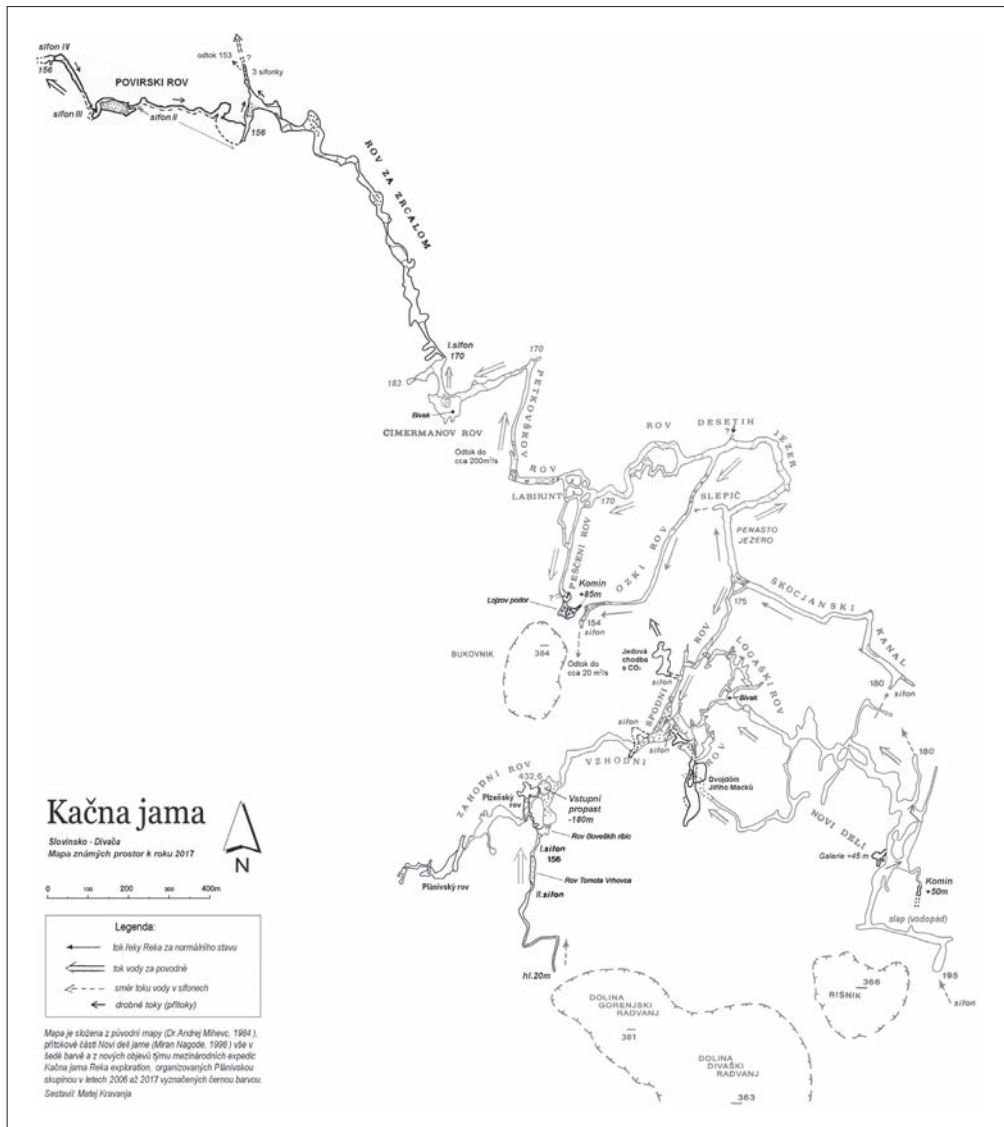 sifon IV
156
odtok 153
?
3 sifonky
POVIRSKI ROV
sifon III
sifon II
156
ROV ZA ZRCALOM
I.sifon
170
183
170
Bivak
CIMERMANOV ROV
PETKOVŠKOV
ROV
Odtok do
cca 200m³/s
LABIRINT
170
ROV DESETIH JEZER
?
SLEPIČ
PENASTO
JEZERO
PEŠČENI ROV
OZKI ROV
Komín
+85m
?
Lojzov podor
154
sifon
175
ŠKOCJANSKI KANAL
BUKOVNIK
384
Odtok do
cca 20 m³/s
Jedová
chodba
s CO₂
sifon
SPODNJI ROV
LOGAŠKI ROV
Bivak
180
sifon
sifon
sifon
VZHODNI ROV
180
ZAHODNI ROV
432,6
Plzeňský
rov
Vstupní
propast
-180m
Dvojdóm
Jiřího Macků
Rov človeških ribic
NOVI DELI
Galerie +45 m
I.sifon
156
Plánivský rov
Rov Tomota Vrhovca
II.sifon
Komín
+50m
slap (vodopád)
hl.20m
195
sifon
RISNIK
366
DOLINA
GORENJSKI
RADVANJ
381
DOLINA
DIVAŠKI
RADVANJ
363
Kačna jama
Slovinsko - Divača
Mapa známých prostor k roku 2017
N
0 100 200 400m
Legenda:
tok řeky Reka za normálního stavu
tok vody za povodně
směr toku vody v sifonech
drobné toky (přítoky)
Mapa je složena z původní mapy (Dr.Andrej Mihevc, 1984),
přítokové části Novi deli jame (Miran Nagode, 1998) vše v
šedé barvě a z nových objevů týmu mezinárodních expedic
Kačna jama Reka exploration, organizovaných Plánivskou
skupinou v letech 2006 až 2017 vyznačených černou barvou.
Sestavil: Matej Kravanja